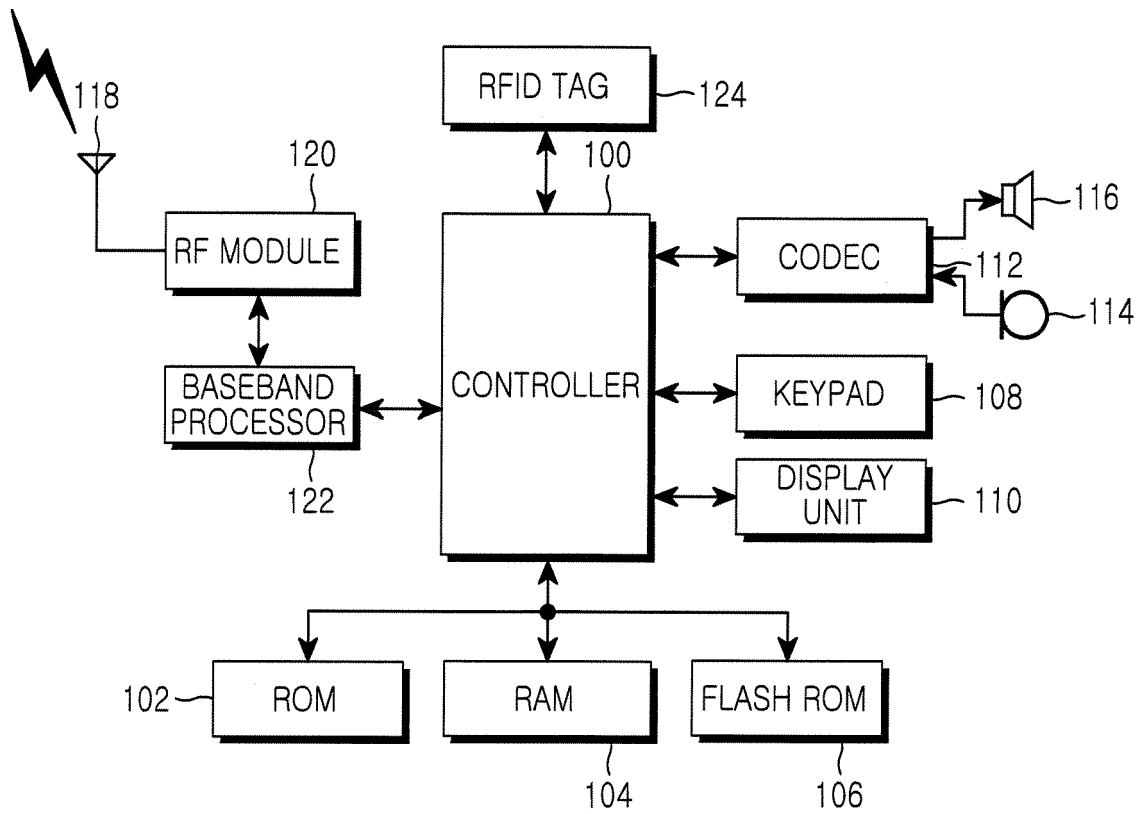 RFID TAG
124
118
120
100
RF MODULE
CODEC
116
112
114
BASEBAND
PROCESSOR
122
CONTROLLER
KEYPAD
108
DISPLAY
UNIT
110
102
ROM
RAM
FLASH ROM
104
106